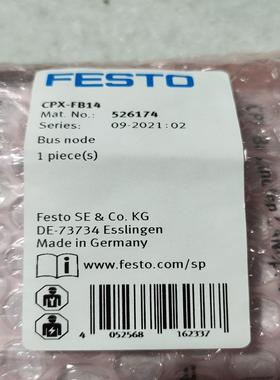 FESTO
CPX-FB14
Mat. No.: 526174
Series: 09-2021:02
Bus node
1 piece(s)
Festo SE & Co. KG
DE-73734 Esslingen
Made in Germany
www.festo.com/sp
4 052568 162337